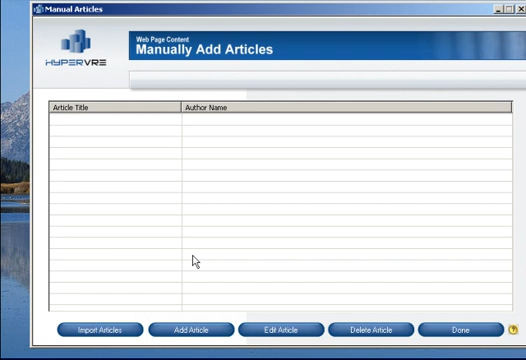 Manual Articles
HYPERVRE
Web Page Content
Manually Add Articles
Article Title
Author Name
Import Articles
Add Article
Edit Article
Delete Article
Done